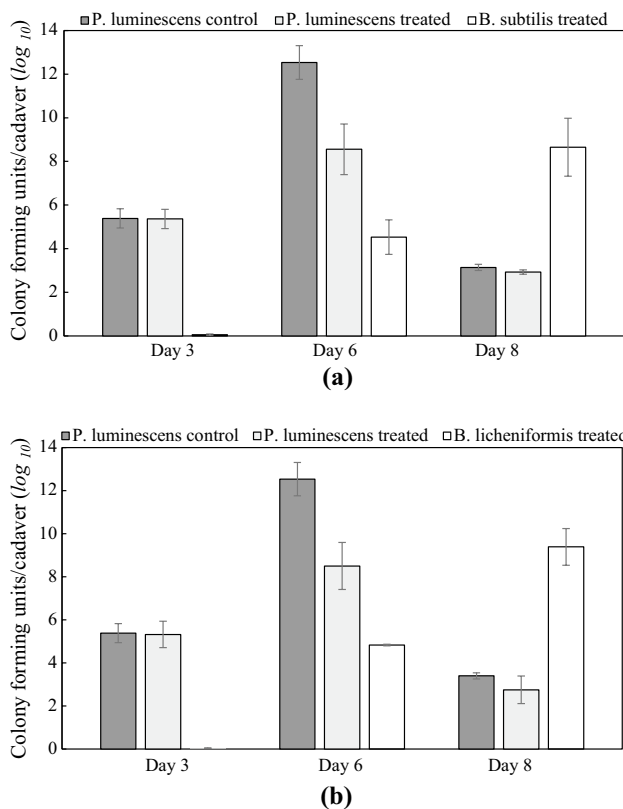 P. luminescens control P. luminescens treated B. subtilis treated
Colony forming units/cadaver (log 10)
14
12
10
8
6
4
2
0
Day 3 Day 6 Day 8
(a)
P. luminescens control P. luminescens treated B. licheniformis treated
Colony forming units/cadaver (log 10)
14
12
10
8
6
4
2
0
Day 3 Day 6 Day 8
(b)